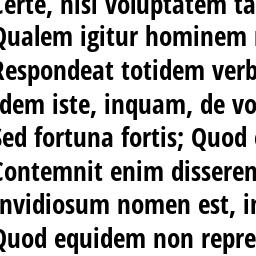 Certe, nisi voluptatem ta
Qualem igitur hominem
Respondeat totidem verb
idem iste, inquam, de vo
Sed fortuna fortis; Quod
Contemnit enim disseren
Invidiosum nomen est, in
Quod equidem non repre